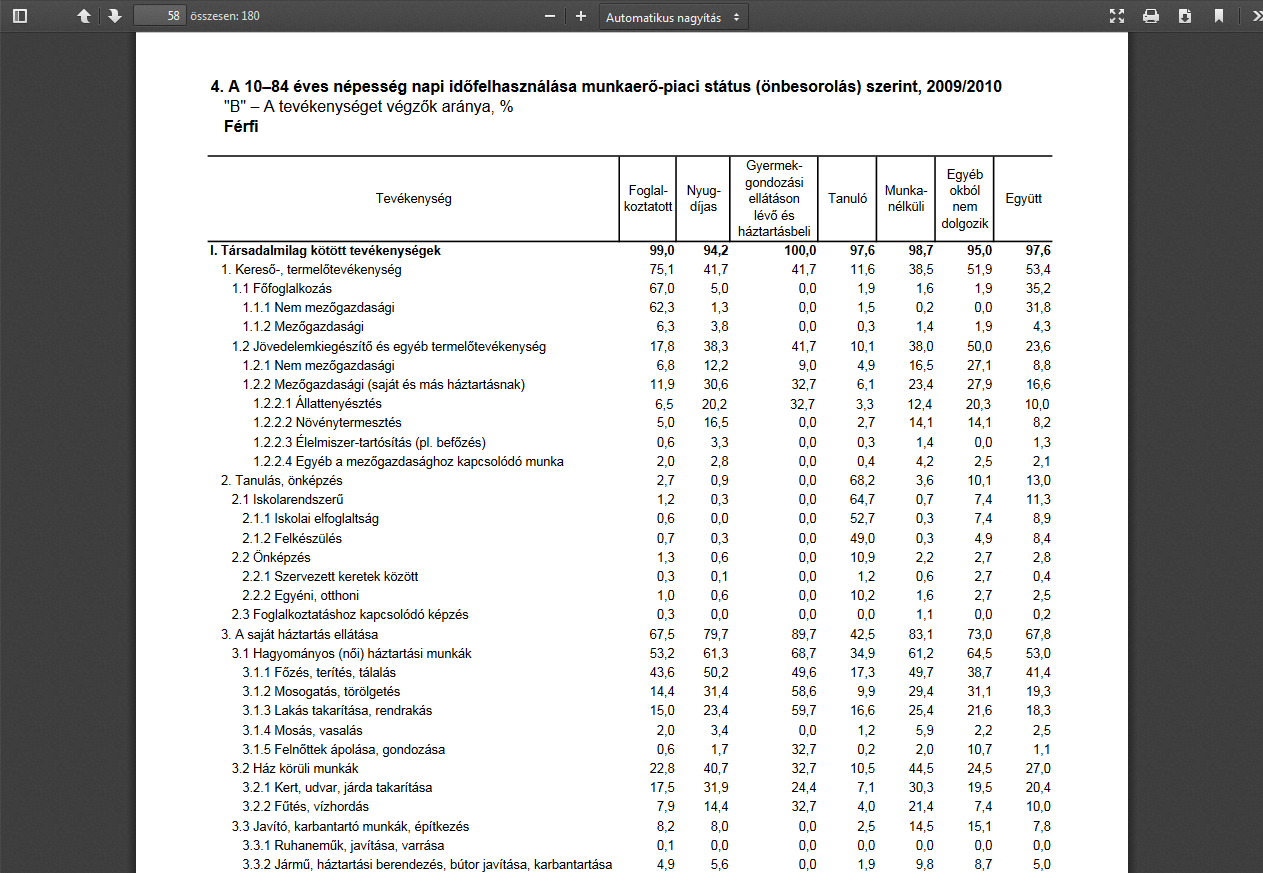 58 összesen: 180 Automatikus nagyítás
4. A 10–84 éves népesség napi időfelhasználása munkaerő-piaci státus (önbesorolás) szerint, 2009/2010
"B" – A tevékenységet végzők aránya, %
Férfi
Tevékenység Foglal-koztatott Nyug-díjas Gyermek-gondozási ellátáson lévő és háztartásbeli Tanuló Munka-nélküli Egyéb okból nem dolgozik Együtt
I. Társadalmilag kötött tevékenységek 99,0 94,2 100,0 97,6 98,7 95,0 97,6
1. Kereső-, termelőtevékenység 75,1 41,7 41,7 11,6 38,5 51,9 53,4
1.1 Főfoglalkozás 67,0 5,0 0,0 1,9 1,6 1,9 35,2
1.1.1 Nem mezőgazdasági 62,3 1,3 0,0 1,5 0,2 0,0 31,8
1.1.2 Mezőgazdasági 6,3 3,8 0,0 0,3 1,4 1,9 4,3
1.2 Jövedelemkiegészítő és egyéb termelőtevékenység 17,8 38,3 41,7 10,1 38,0 50,0 23,6
1.2.1 Nem mezőgazdasági 6,8 12,2 9,0 4,9 16,5 27,1 8,8
1.2.2 Mezőgazdasági (saját és más háztartásnak) 11,9 30,6 32,7 6,1 23,4 27,9 16,6
1.2.2.1 Állattenyésztés 6,5 20,2 32,7 3,3 12,4 20,3 10,0
1.2.2.2 Növénytermesztés 5,0 16,5 0,0 2,7 14,1 14,1 8,2
1.2.2.3 Élelmiszer-tartósítás (pl. befőzés) 0,6 3,3 0,0 0,3 1,4 0,0 1,3
1.2.2.4 Egyéb a mezőgazdasághoz kapcsolódó munka 2,0 2,8 0,0 0,4 4,2 2,5 2,1
2. Tanulás, önképzés 2,7 0,9 0,0 68,2 3,6 10,1 13,0
2.1 Iskolarendszerű 1,2 0,3 0,0 64,7 0,7 7,4 11,3
2.1.1 Iskolai elfoglaltság 0,6 0,0 0,0 52,7 0,3 7,4 8,9
2.1.2 Felkészülés 0,7 0,3 0,0 49,0 0,3 4,9 8,4
2.2 Önképzés 1,3 0,6 0,0 10,9 2,2 2,7 2,8
2.2.1 Szervezett keretek között 0,3 0,1 0,0 1,2 0,6 2,7 0,4
2.2.2 Egyéni, otthoni 1,0 0,6 0,0 10,2 1,6 2,7 2,5
2.3 Foglalkoztatáshoz kapcsolódó képzés 0,3 0,0 0,0 0,0 1,1 0,0 0,2
3. A saját háztartás ellátása 67,5 79,7 89,7 42,5 83,1 73,0 67,8
3.1 Hagyományos (női) háztartási munkák 53,2 61,3 68,7 34,9 61,2 64,5 53,0
3.1.1 Főzés, terítés, tálalás 43,6 50,2 49,6 17,3 49,7 38,7 41,4
3.1.2 Mosogatás, törölgetés 14,4 31,4 58,6 9,9 29,4 31,1 19,3
3.1.3 Lakás takarítása, rendrakás 15,0 23,4 59,7 16,6 25,4 21,6 18,3
3.1.4 Mosás, vasalás 2,0 3,4 0,0 1,2 5,9 2,2 2,5
3.1.5 Felnőttek ápolása, gondozása 0,6 1,7 32,7 0,2 2,0 10,7 1,1
3.2 Ház körüli munkák 22,8 40,7 32,7 10,5 44,5 24,5 27,0
3.2.1 Kert, udvar, járda takarítása 17,5 31,9 24,4 7,1 30,3 19,5 20,4
3.2.2 Fűtés, vízhordás 7,9 14,4 32,7 4,0 21,4 7,4 10,0
3.3 Javító, karbantartó munkák, építkezés 8,2 8,0 0,0 2,5 14,5 15,1 7,8
3.3.1 Ruhaneműk, javítása, varrása 0,1 0,0 0,0 0,0 0,0 0,0 0,0
3.3.2 Jármű, háztartási berendezés, bútor javítása, karbantartása 4,9 5,6 0,0 1,9 9,8 8,7 5,0